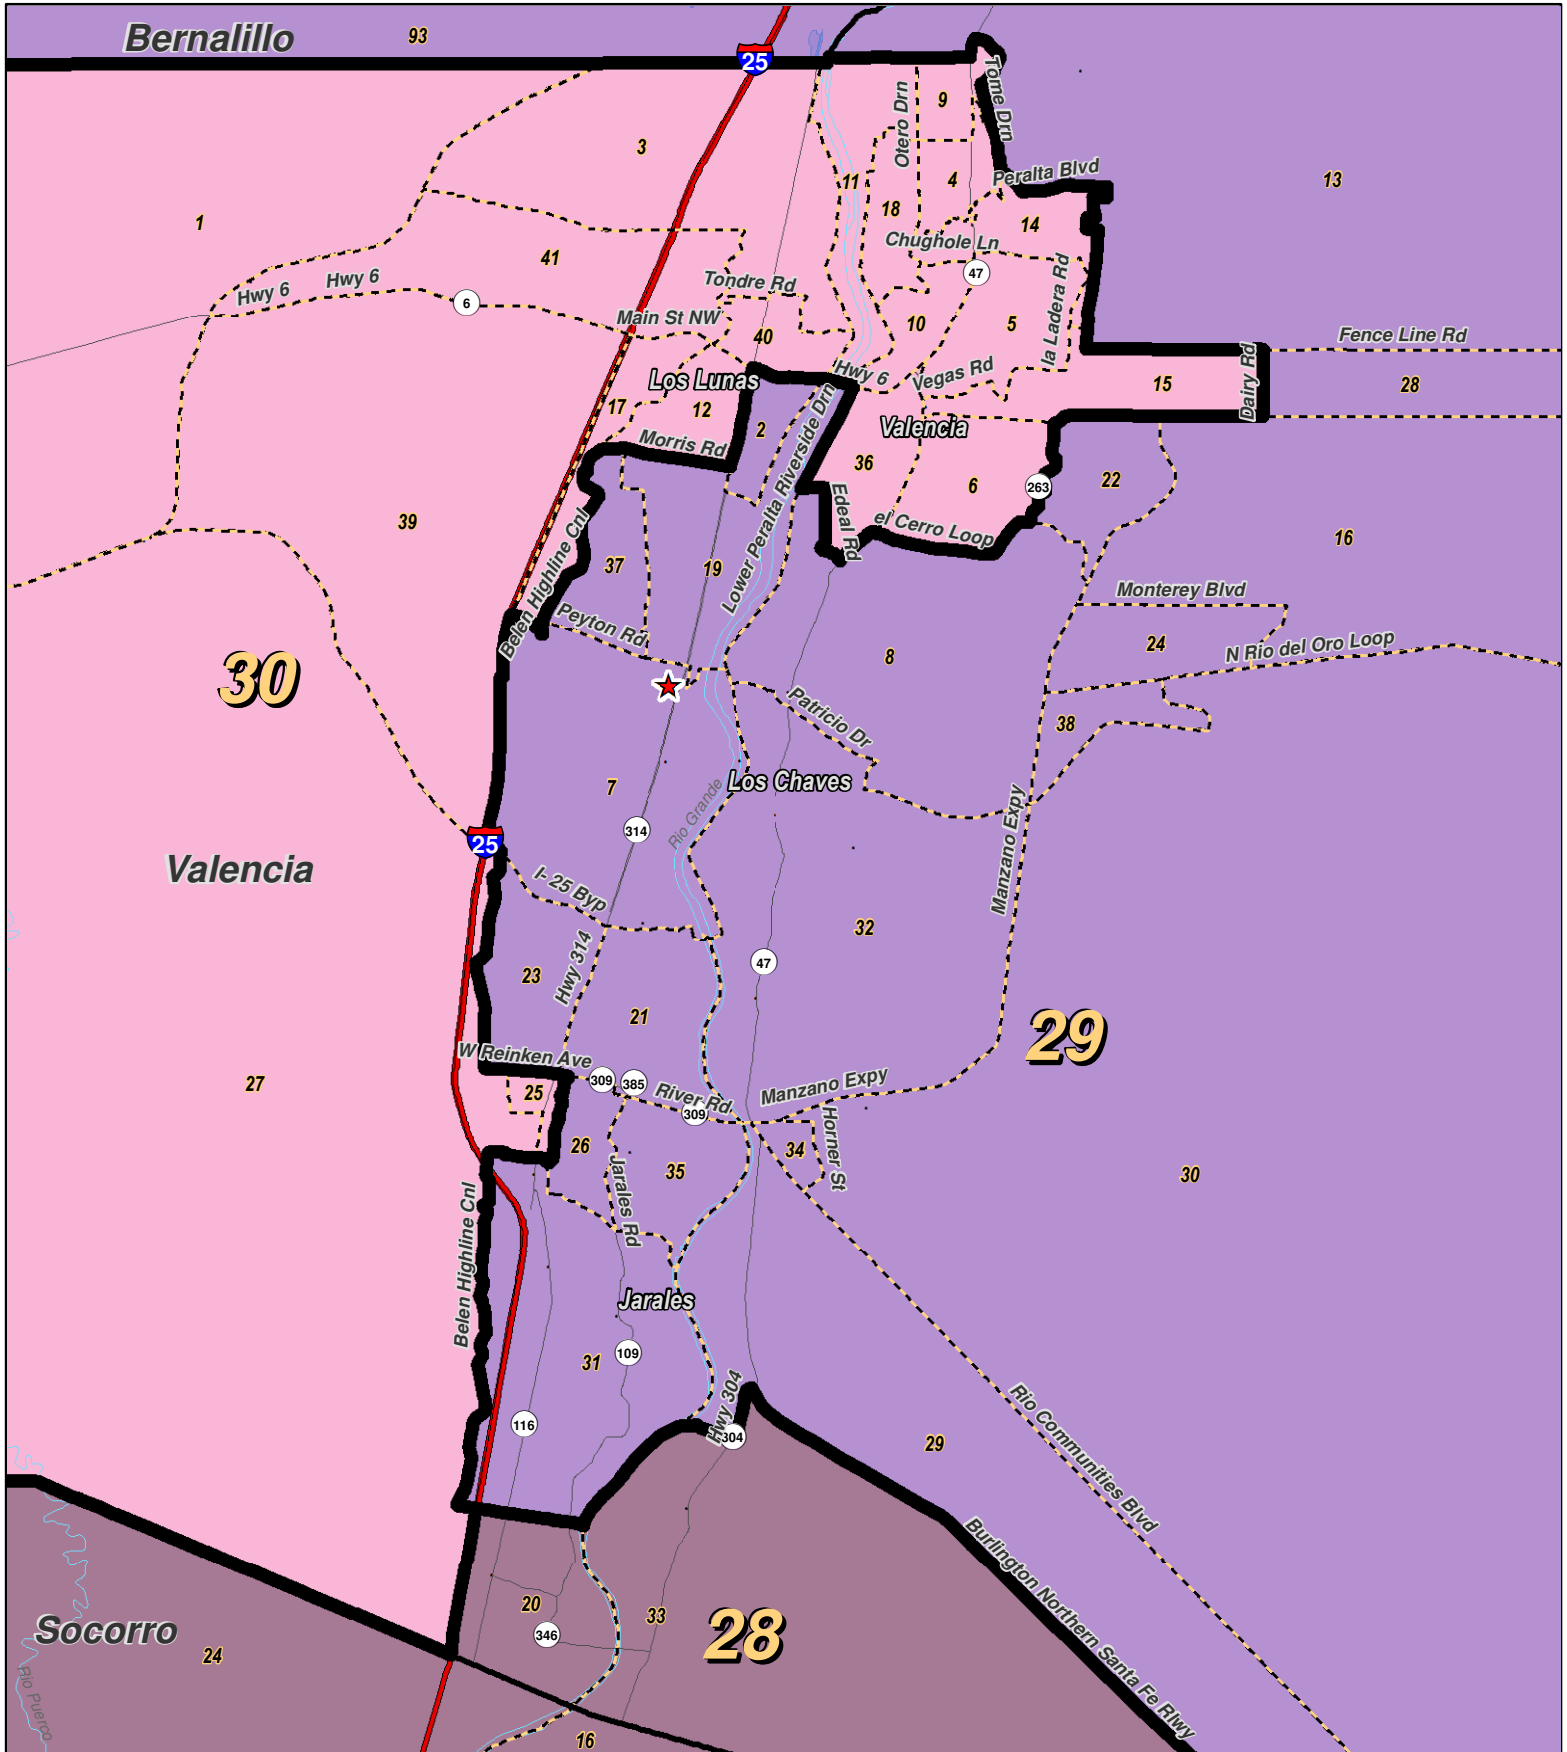 Bernalillo
93
25
Tome Drn
9
Otero Drn
3
11
4
Peralta Blvd
13
18
14
1
Chughole Ln
41
47
Hwy 6
Hwy 6
6
Tondre Rd
la Ladera Rd
Main St NW
10
5
40
Fence Line Rd
Hwy 6
Vegas Rd
Los Lunas
15
Dairy Rd
28
17
12
2
Valencia
Morris Rd
Lower Peralta Riverside Drn
36
6
263
22
Edeal Rd
el Cerro Loop
39
16
Belen Highline Cnl
37
19
Monterey Blvd
Peyton Rd
24
N Rio del Oro Loop
8
30
Patricio Dr
38
7
Los Chaves
Rio Grande
314
25
Manzano Expy
Valencia
I- 25 Byp
32
Hwy 314
47
23
21
29
W Reinken Ave
309
385
River Rd
309
Manzano Expy
27
25
Horner St
26
34
35
30
Jarales Rd
Belen Highline Cnl
Jarales
31
109
Hwy 304
304
116
29
Rio Communities Blvd
Burlington Northern Santa Fe Rlwy
20
33
28
346
Socorro
24
Rio Puerco
16